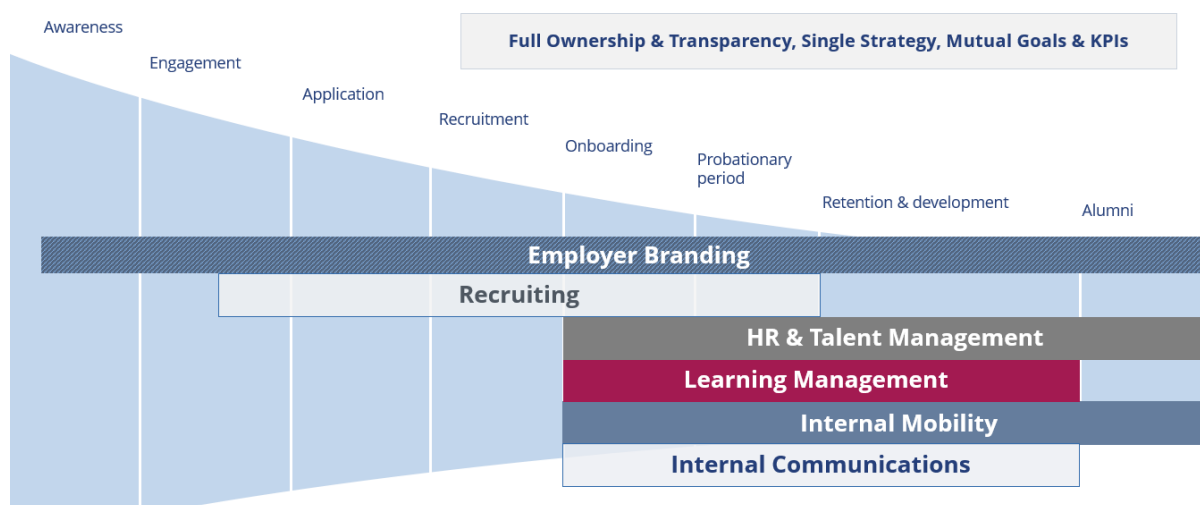 Awareness
Full Ownership & Transparency, Single Strategy, Mutual Goals & KPIs
Engagement
Application
Recruitment
Onboarding
Probationary
period
Retention & development
Alumni
Employer Branding
Recruiting
HR & Talent Management
Learning Management
Internal Mobility
Internal Communications